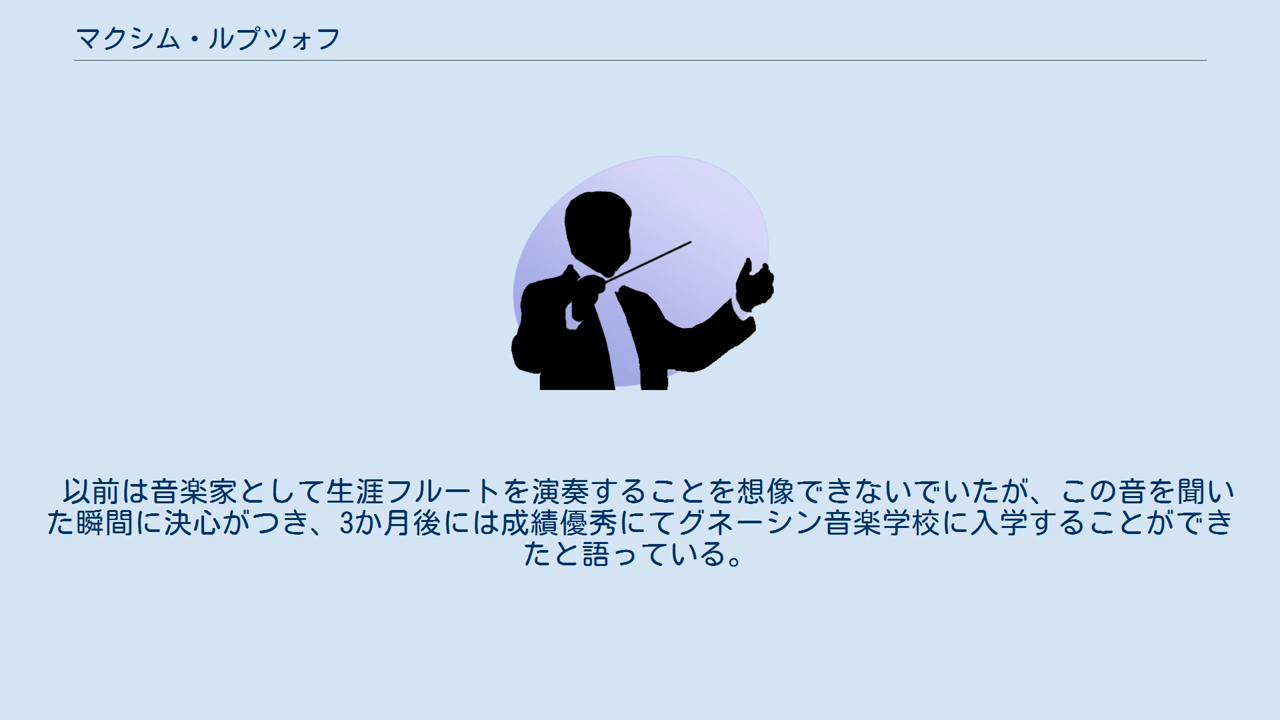 マクシム・ルプツォフ
以前は音楽家として生涯フルートを演奏することを想像できないでいたが、この音を聞い
た瞬間に決心がつき、3か月後には成績優秀にてグネーシン音楽学校に入学することができ
たと語っている。